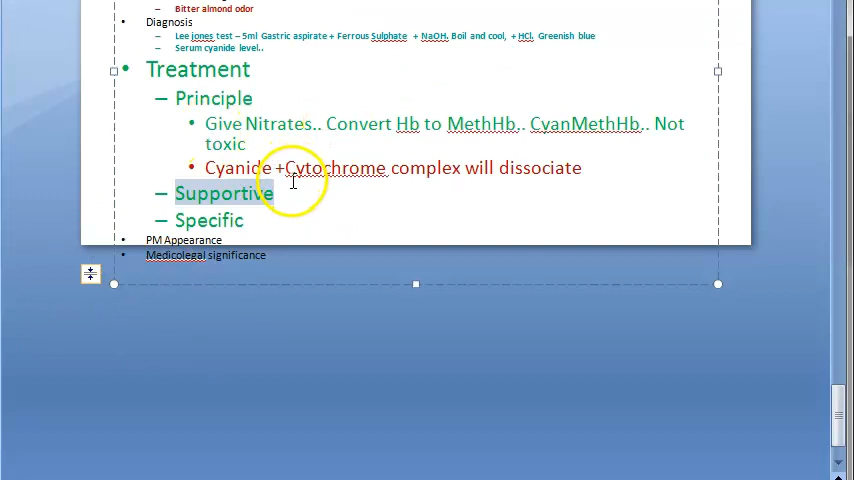 – Bitter almond odor
• Diagnosis
– Lee jones test – 5ml Gastric aspirate + Ferrous Sulphate + NaOH. Boil and cool, + HCl. Greenish blue
– Serum cyanide level..
• Treatment
– Principle
• Give Nitrates.. Convert Hb to MethHb.. CyanMethHb.. Not
toxic
• Cyanide +Cytochrome complex will dissociate
– Supportive
– Specific
• PM Appearance
• Medicolegal significance